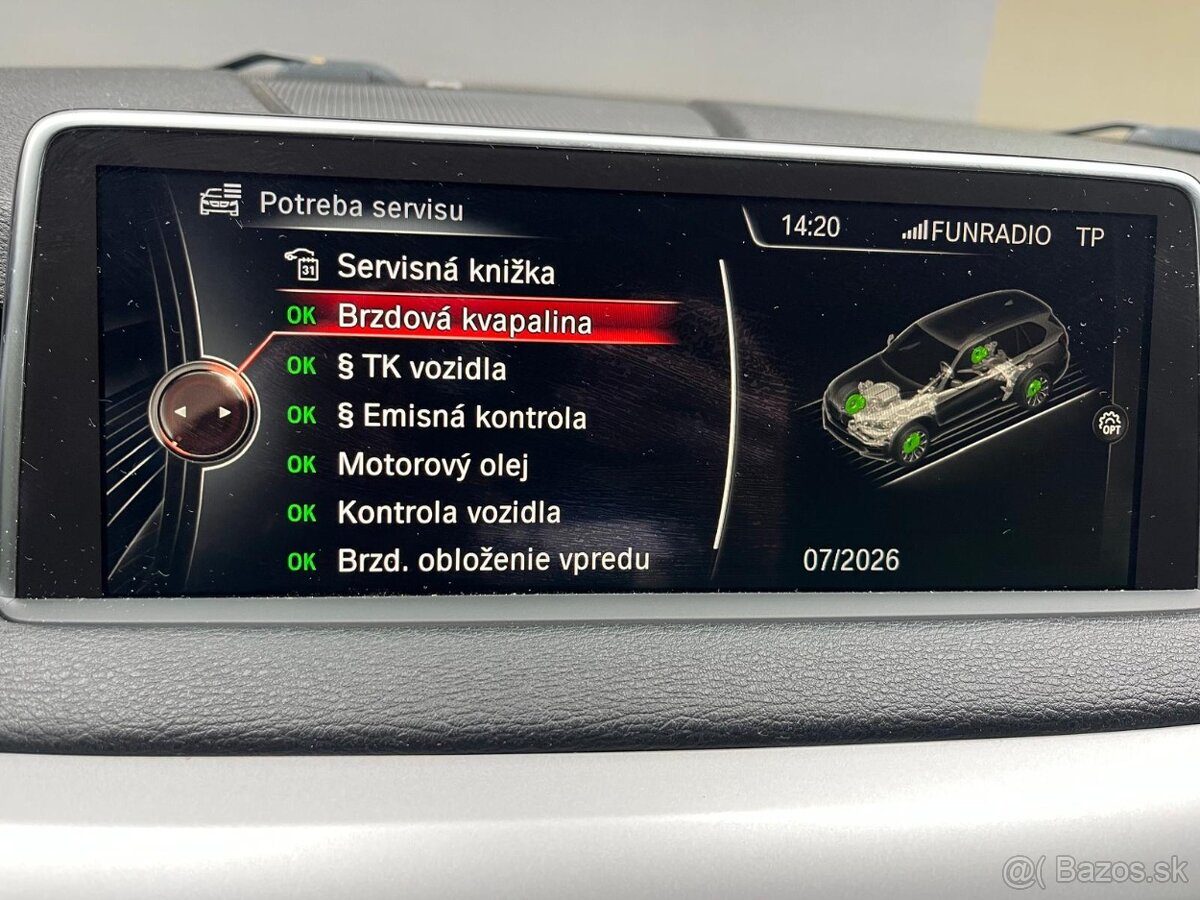 Potreba servisu
14:20
FUNRADIO TP
31 Servisná knižka
OK Brzdová kvapalina
OK § TK vozidla
OK § Emisná kontrola
OPT
OK Motorový olej
OK Kontrola vozidla
OK Brzd. obloženie vpredu
07/2026
@( Bazos.sk